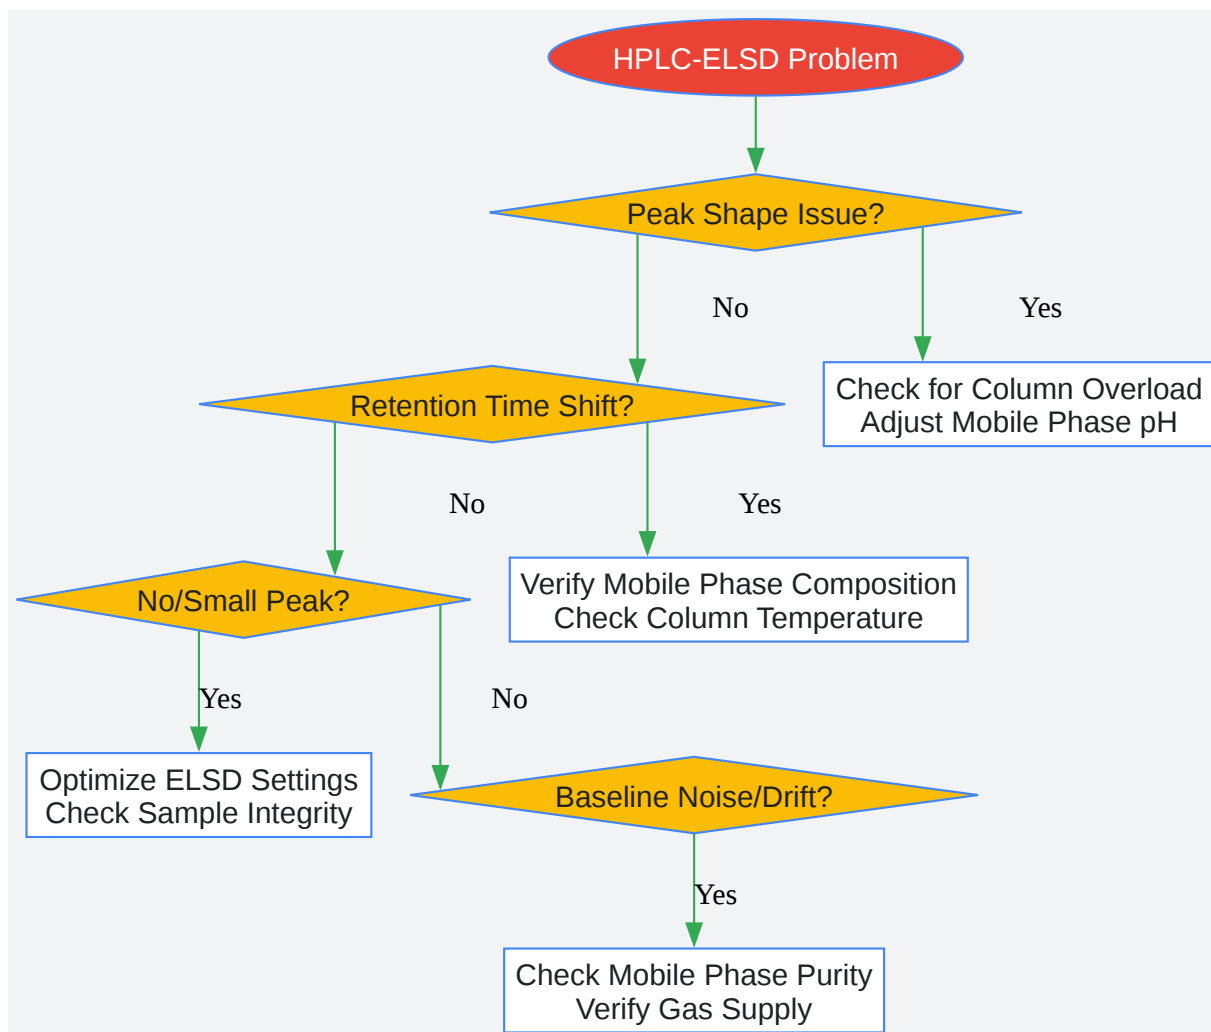 HPLC-ELSD Problem
Peak Shape Issue?
No
Yes
Check for Column Overload
Adjust Mobile Phase pH
Retention Time Shift?
No
Yes
Verify Mobile Phase Composition
Check Column Temperature
No/Small Peak?
Yes
No
Optimize ELSD Settings
Check Sample Integrity
Baseline Noise/Drift?
Yes
Check Mobile Phase Purity
Verify Gas Supply